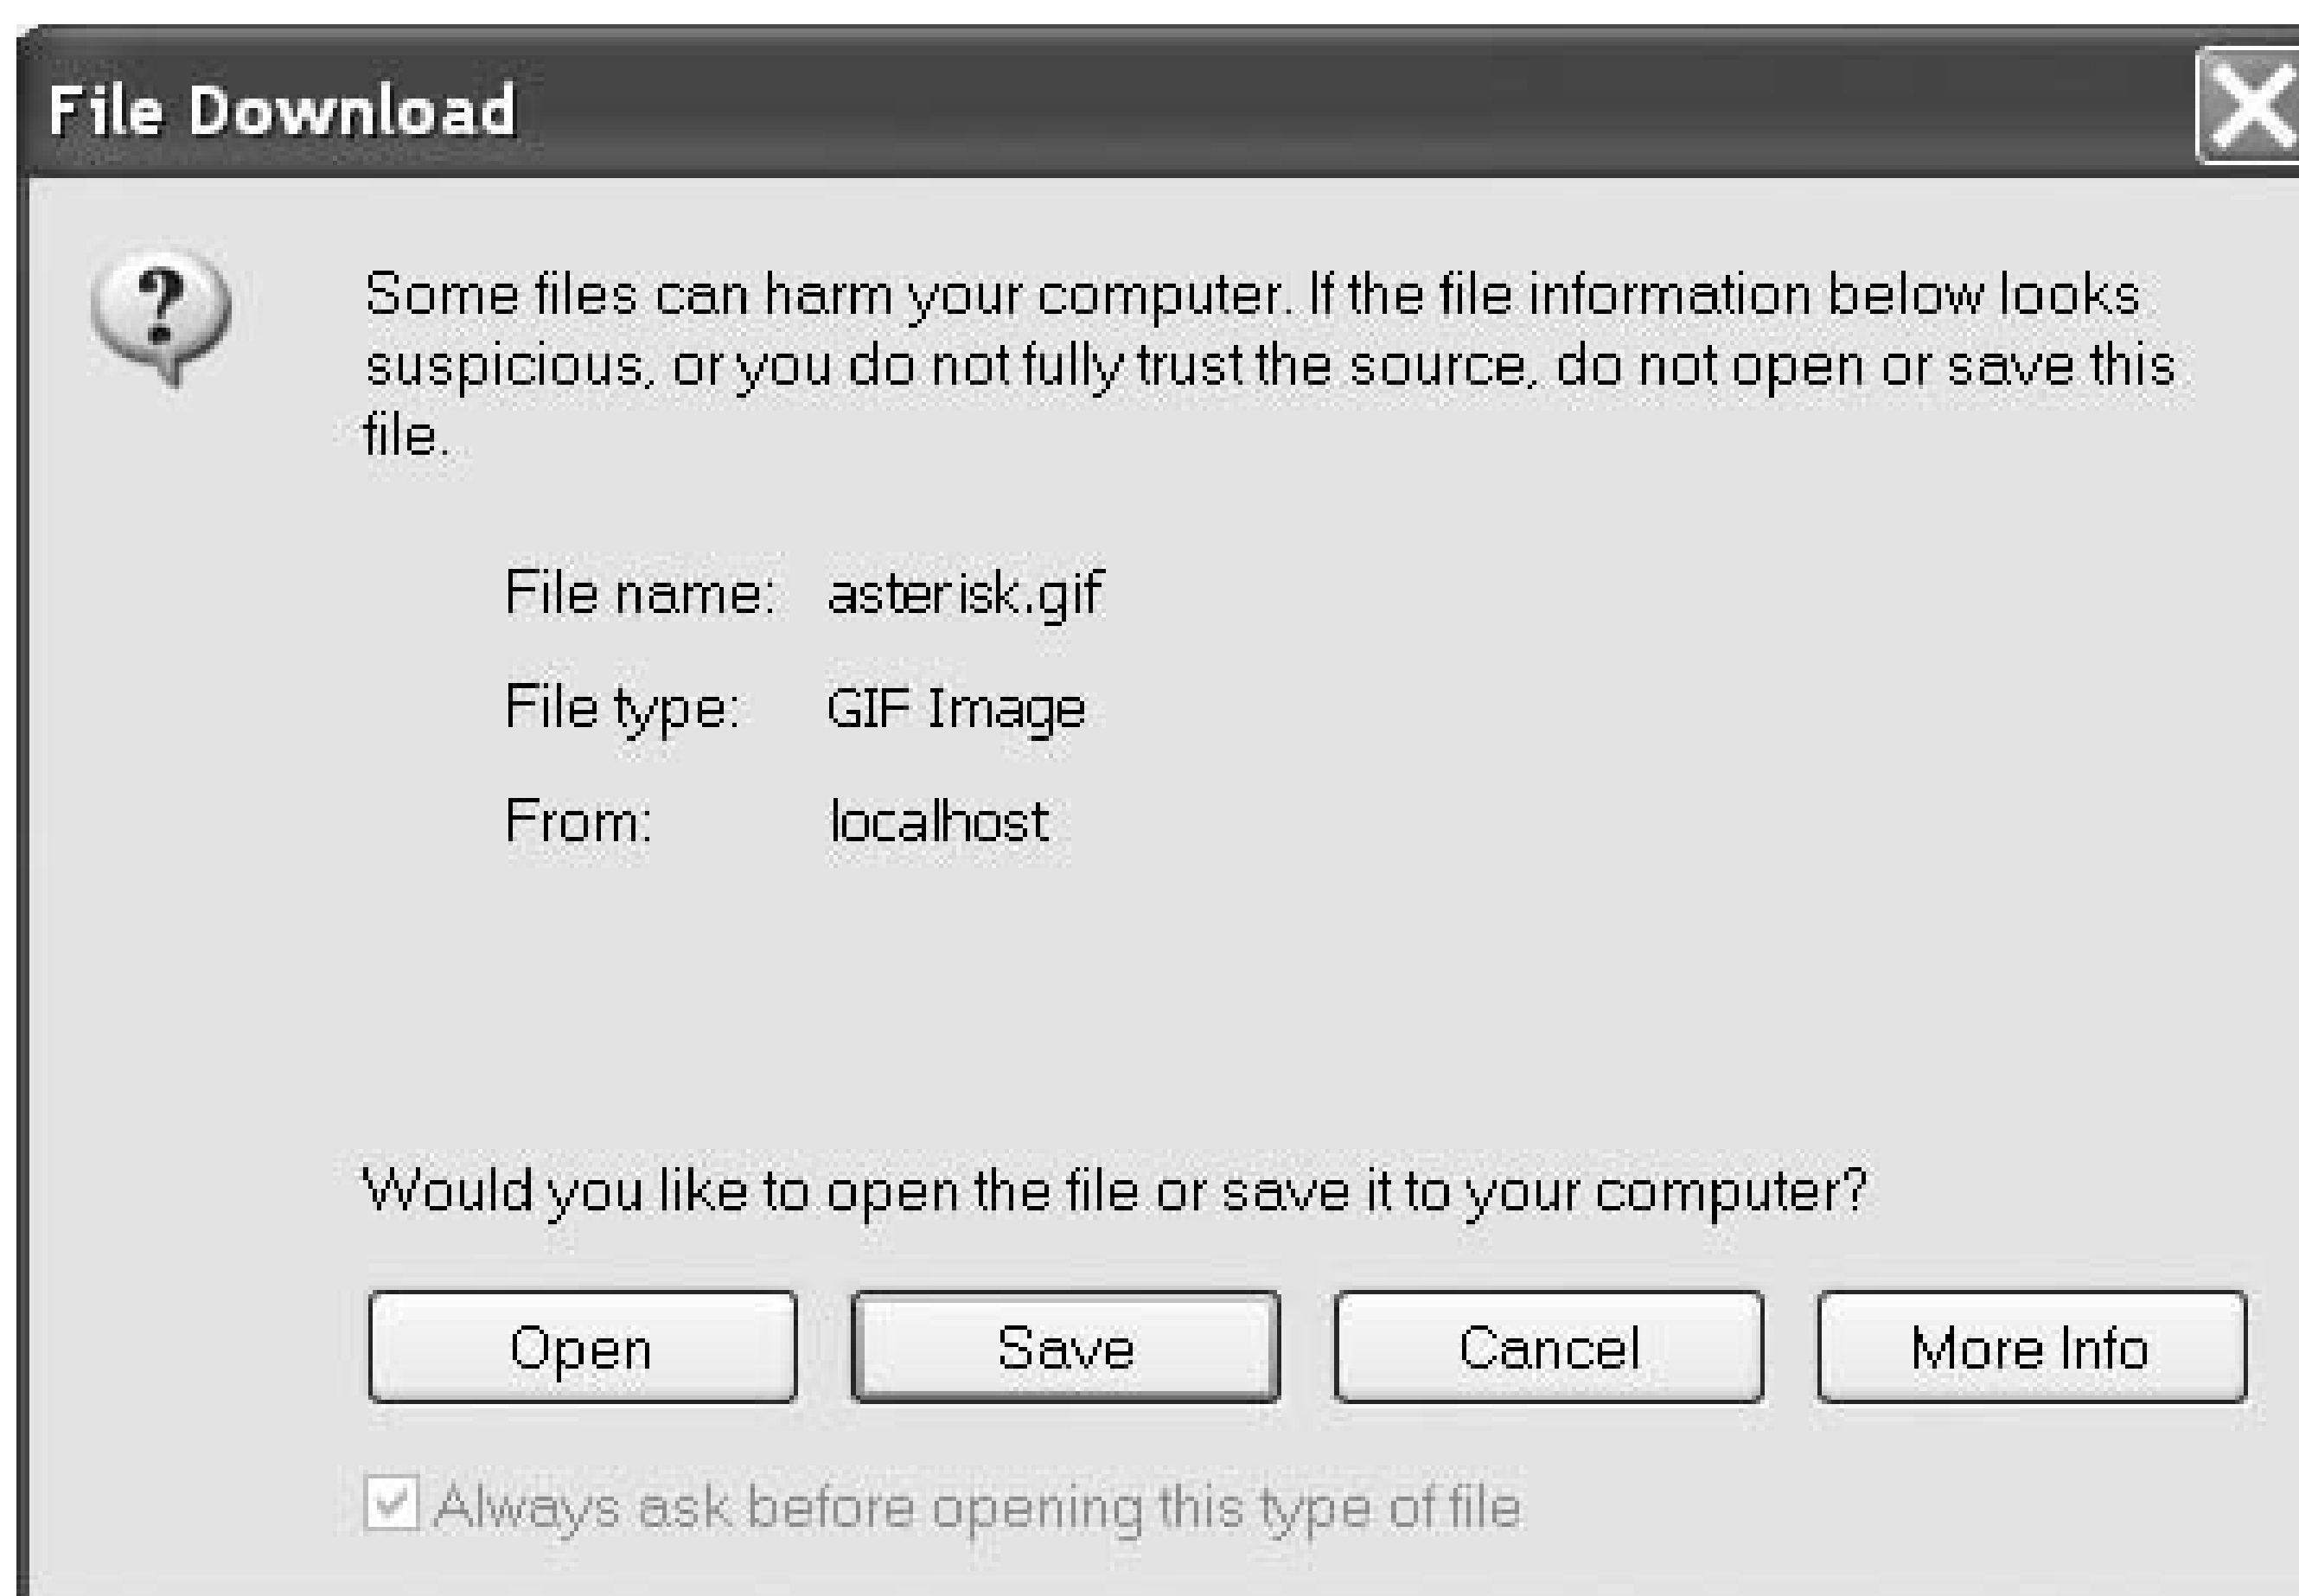 File Download
?
Some files can harm your computer. If the file information below looks
suspicious, or you do not fully trust the source, do not open or save this
file.
File name: asterisk.gif
File type: GIF Image
From: localhost
Would you like to open the file or save it to your computer?
Open Save Cancel More Info
Always ask before opening this type of file